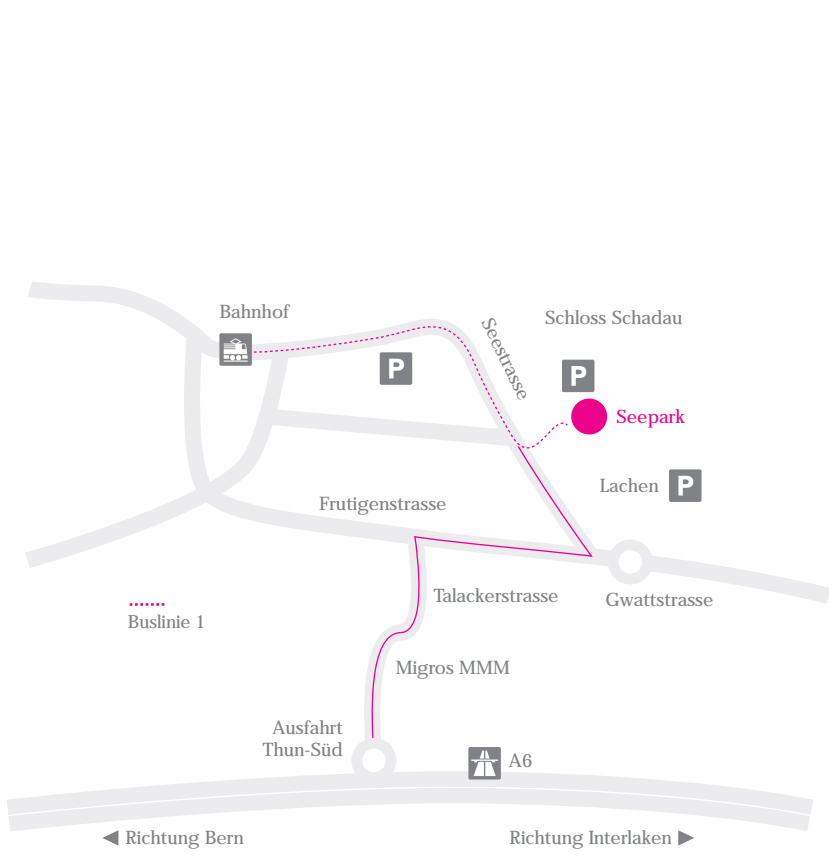 Bahnhof
Schloss Schadau
Seestrasse
P
P
Seepark
Lachen P
Frutigenstrasse
Talackerstrasse
Gwattstrasse
Buslinie 1
Migros MMM
Ausfahrt
Thun-Süd
A6
Richtung Bern
Richtung Interlaken